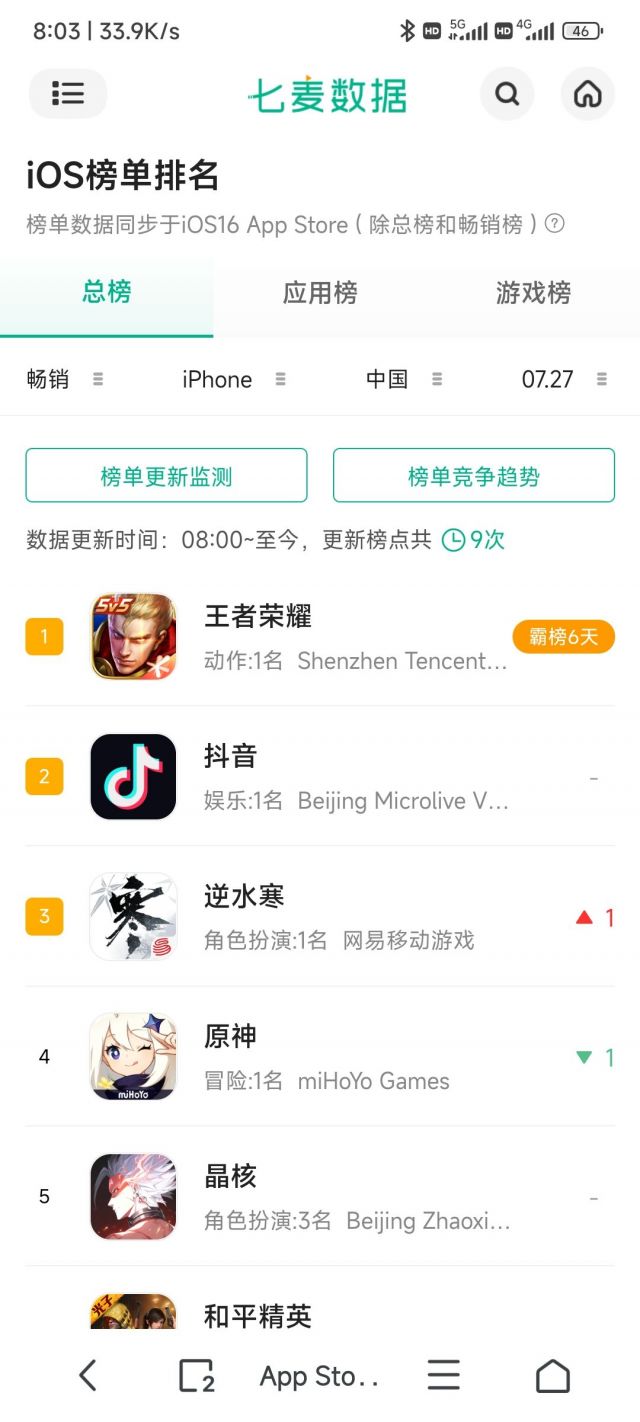 8:03 | 33.9K/s
HD 5G HD 4G 46
七麦数据
iOS榜单排名
榜单数据同步于iOS16 App Store ( 除总榜和畅销榜 ) ?
总榜 应用榜 游戏榜
畅销 iPhone 中国 07.27
榜单更新监测 榜单竞争趋势
数据更新时间：08:00~至今，更新榜点共 9次
1 5v5 王者荣耀
动作:1名 Shenzhen Tencent... 霸榜6天
2 抖音
娱乐:1名 Beijing Microlive V... -
3 寒 逆水寒
角色扮演:1名 网易移动游戏 ▲ 1
4 原神
冒险:1名 miHoYo Games ▼ 1
miHoYo
5 晶核
角色扮演:3名 Beijing Zhaoxi... -
光子 和平精英
2 App Sto..